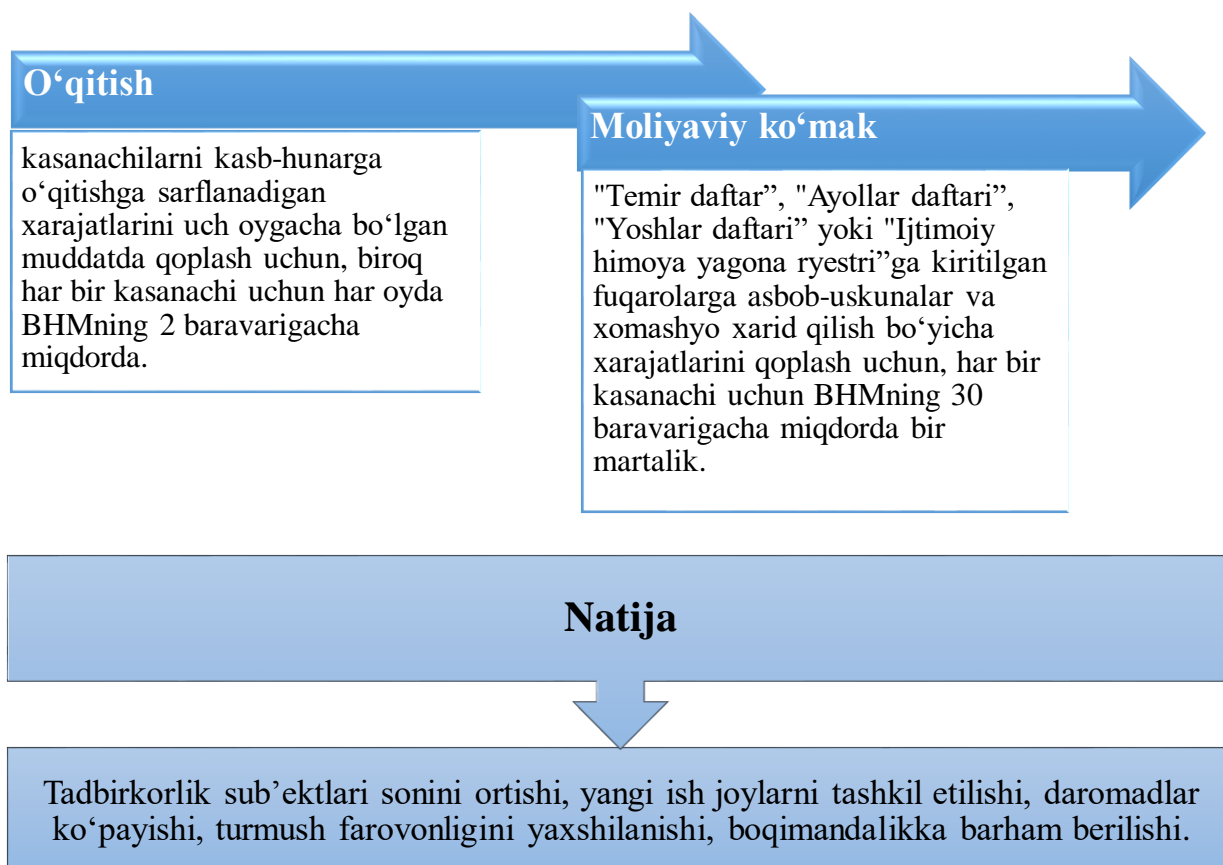 O‘qitish
kasanachilarni kasb-hunarga
o‘qitishga sarflanadigan
xarajatlarini uch oygacha bo‘lgan
muddatda qoplash uchun, biroq
har bir kasanachi uchun har oyda
BHMning 2 baravarigacha
miqdorda.
Moliyaviy ko‘mak
"Temir daftar”, "Ayollar daftari”,
"Yoshlar daftari” yoki "Ijtimoiy
himoya yagona ryestri”ga kiritilgan
fuqarolarga asbob-uskunalar va
xomashyo xarid qilish bo‘yicha
xarajatlarini qoplash uchun, har bir
kasanachi uchun BHMning 30
baravarigacha miqdorda bir
martalik.
Natija
Tadbirkorlik sub’ektlari sonini ortishi, yangi ish joylarni tashkil etilishi, daromadlar
ko‘payishi, turmush farovonligini yaxshilanishi, boqimandalikka barham berilishi.